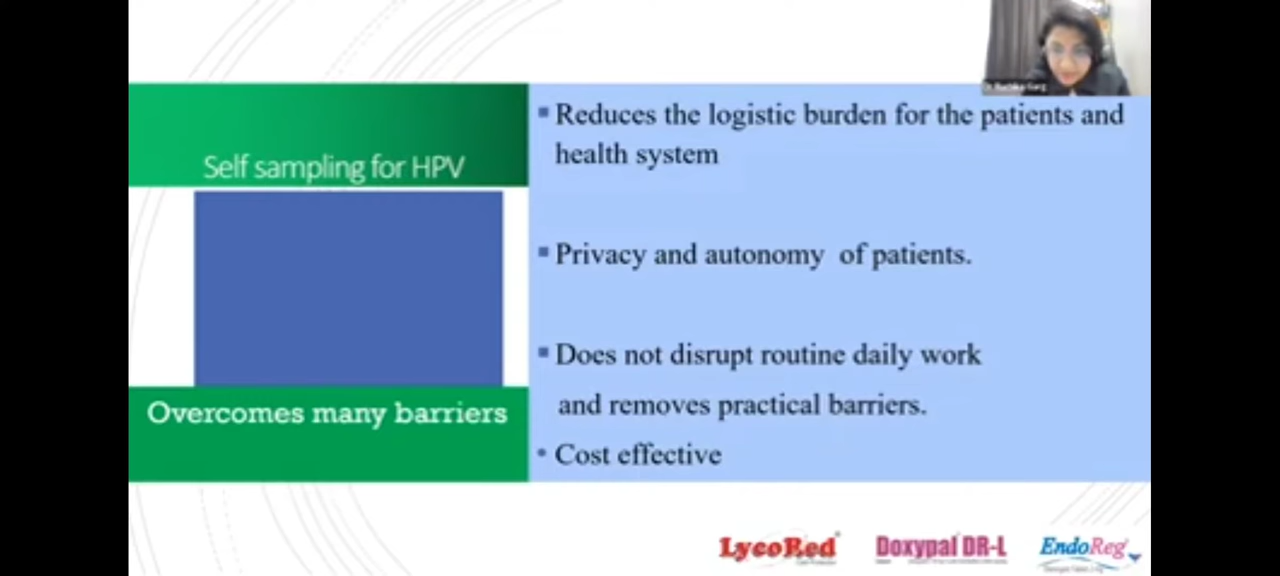 Self sampling for HPV
Overcomes many barriers
Reduces the logistic burden for the patients and
health system
Privacy and autonomy of patients.
Does not disrupt routine daily work
and removes practical barriers.
Cost effective
LycoRed
Doxypal DR-L
EndoReg